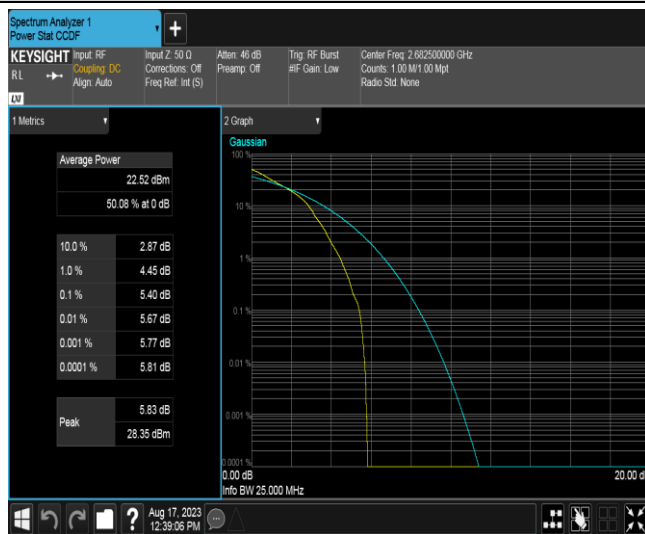 Spectrum Analyzer 1
Power Stat CCDF
+
KEYSIGHT
RL
LXI
Input: RF
Coupling: DC
Align: Auto
Input Z: 50 Ω
Corrections: Off
Freq Ref: Int (S)
Atten: 46 dB
Preamp: Off
Trig: RF Burst
#IF Gain: Low
Center Freq: 2.682500000 GHz
Counts: 1.00 M/1.00 Mpt
Radio Std: None
1 Metrics
Average Power
22.52 dBm
50.08 % at 0 dB
10.0 % 2.87 dB
1.0 % 4.45 dB
0.1 % 5.40 dB
0.01 % 5.67 dB
0.001 % 5.77 dB
0.0001 % 5.81 dB
Peak
5.83 dB
28.35 dBm
2 Graph
Gaussian
100 %
10 %
1 %
0.1 %
0.01 %
0.001 %
0.0001 %
0.00 dB 20.00 d
Info BW 25.000 MHz
?
Aug 17, 2023
12:39:06 PM